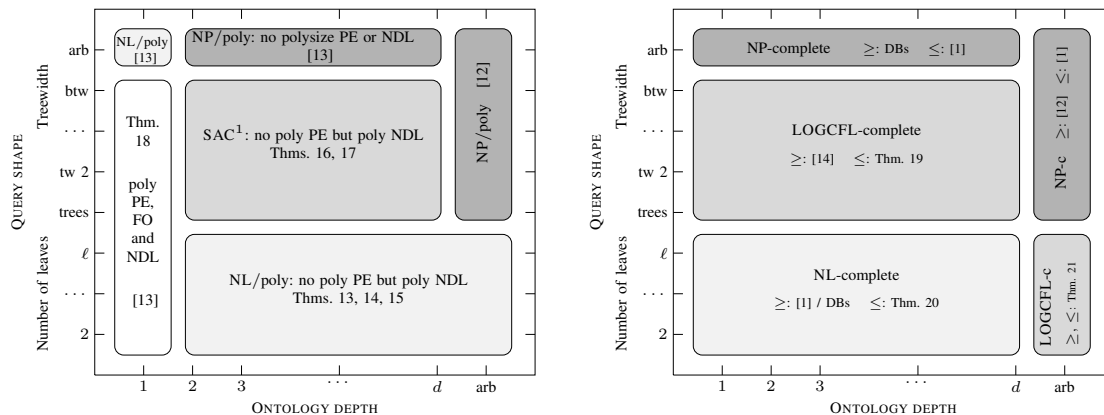 QUERY SHAPE
Number of leaves
Treewidth
arb
btw
···
tw 2
trees
ℓ
···
2
NL/poly
[13]
NP/poly: no polysize PE or NDL
[13]
NP/poly [12]
Thm.
18
poly
PE,
FO
and
NDL
[13]
SAC¹: no poly PE but poly NDL
Thms. 16, 17
NL/poly: no poly PE but poly NDL
Thms. 13, 14, 15
1
2
3
···
d
arb
ONTOLOGY DEPTH
QUERY SHAPE
Number of leaves
Treewidth
arb
btw
···
tw 2
trees
ℓ
···
2
NP-complete ≥: DBs ≤: [1]
NP-c ≥: [12] ≤: [1]
LOGCFL-complete
≥: [14] ≤: Thm. 19
NL-complete
≥: [1] / DBs ≤: Thm. 20
LOGCFL-c
≥, ≤: Thm. 21
1
2
3
···
d
arb
ONTOLOGY DEPTH